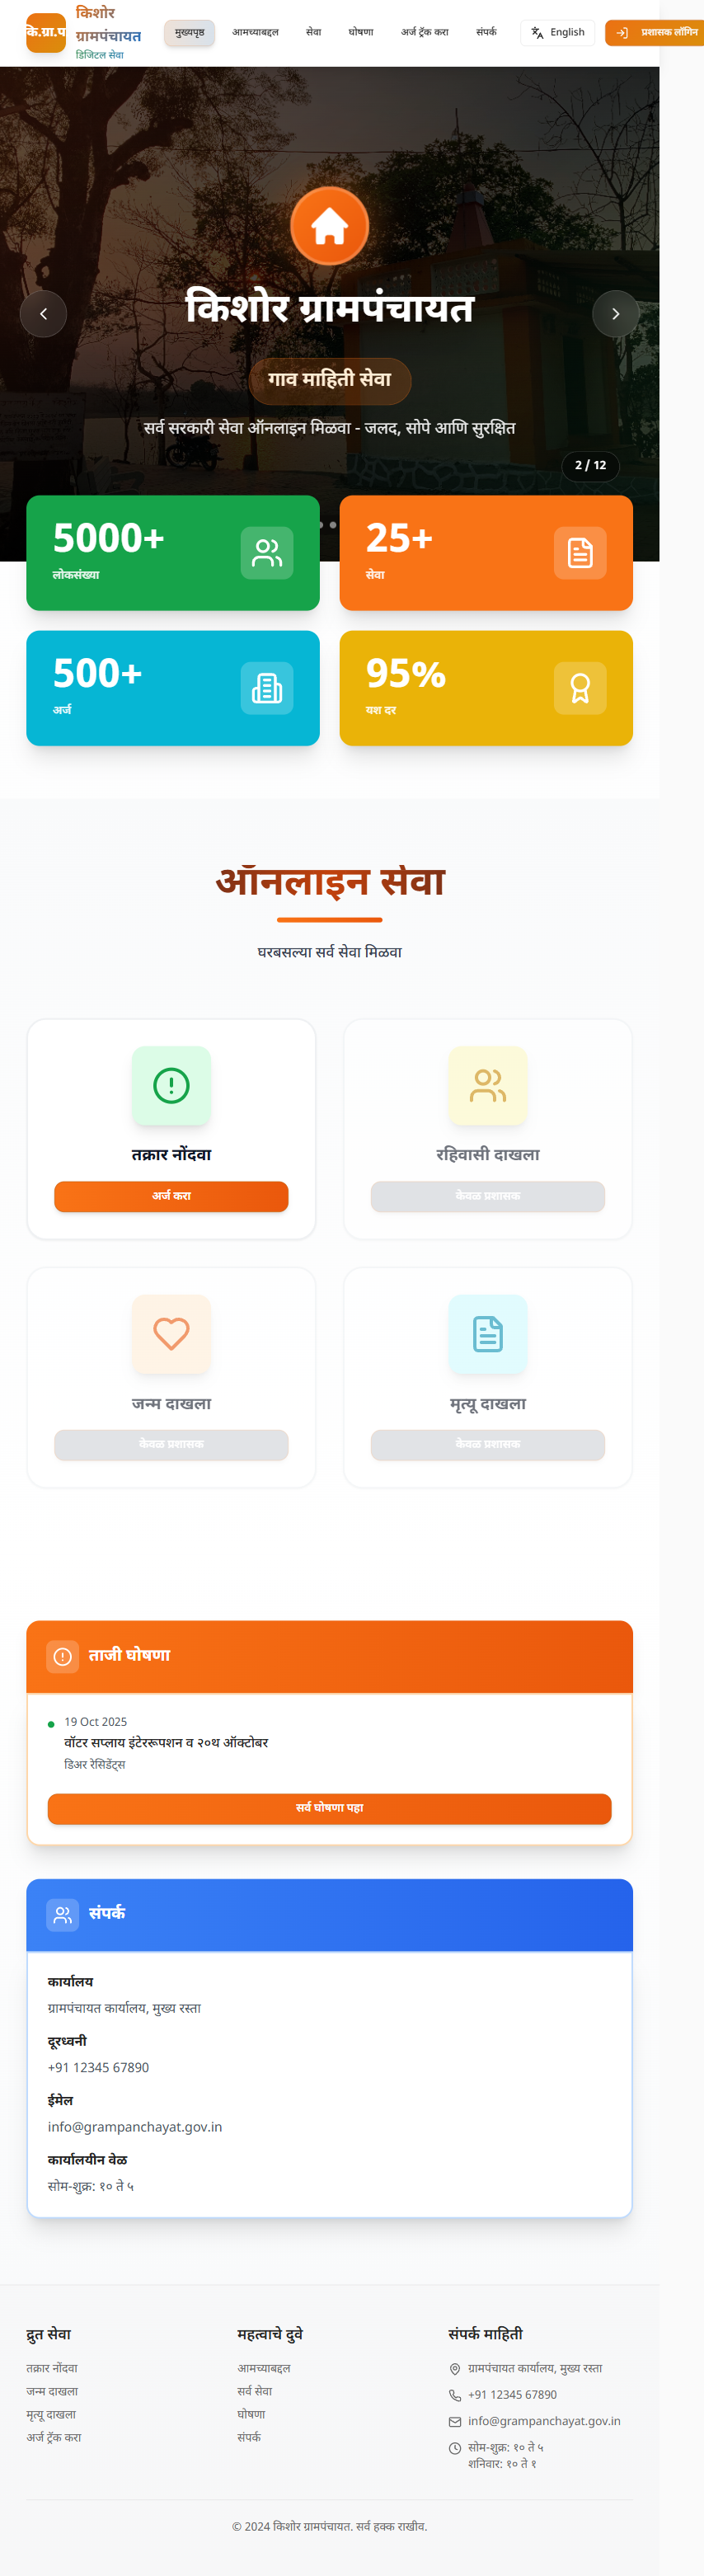 कि.ग्रा.पं
किशोर
ग्रामपंचायत
डिजिटल सेवा
मुख्यपृष्ठ
आमच्याबद्दल
सेवा
घोषणा
अर्ज ट्रॅक करा
संपर्क
English
प्रशासक लॉगिन
किशोर ग्रामपंचायत
गाव माहिती सेवा
सर्व सरकारी सेवा ऑनलाइन मिळवा - जलद, सोपे आणि सुरक्षित
2 / 12
5000+
लोकसंख्या
25+
सेवा
500+
अर्ज
95%
यश दर
ऑनलाइन सेवा
घरबसल्या सर्व सेवा मिळवा
तक्रार नोंदवा
अर्ज करा
रहिवासी दाखला
केवळ प्रशासक
जन्म दाखला
केवळ प्रशासक
मृत्यू दाखला
केवळ प्रशासक
ताजी घोषणा
19 Oct 2025
वॉटर सप्लाय इंटेररूपशन व २०थ ऑक्टोबर
डिअर रेसिडेंट्स
सर्व घोषणा पहा
संपर्क
कार्यालय
ग्रामपंचायत कार्यालय, मुख्य रस्ता
दूरध्वनी
+91 12345 67890
ईमेल
info@grampanchayat.gov.in
कार्यालयीन वेळ
सोम-शुक्र: १० ते ५
द्रुत सेवा
तक्रार नोंदवा
जन्म दाखला
मृत्यू दाखला
अर्ज ट्रॅक करा
महत्वाचे दुवे
आमच्याबद्दल
सर्व सेवा
घोषणा
संपर्क
संपर्क माहिती
ग्रामपंचायत कार्यालय, मुख्य रस्ता
+91 12345 67890
info@grampanchayat.gov.in
सोम-शुक्र: १० ते ५
शनिवार: १० ते १
© 2024 किशोर ग्रामपंचायत. सर्व हक्क राखीव.